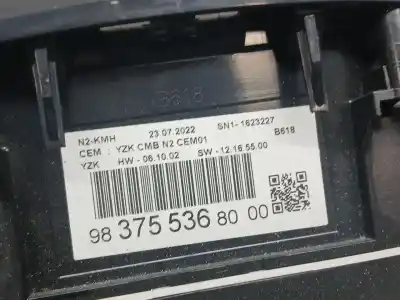 B618
N2-KMH 23.07.2022 SN1- 1623227
CEM : YZK CMB N2 CEM01 B618
YZK HW - 06.10.02 SW - 12.16.55.00
98 375 536 80 00